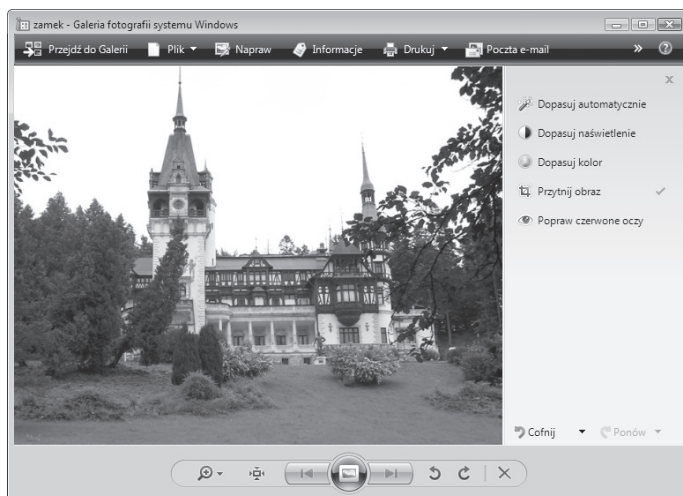 zamek - Galeria fotografii systemu Windows
Przejdź do Galerii Plik Napraw Informacje Drukuj Poczta e-mail »
Dopasuj automatycznie
Dopasuj naświetlenie
Dopasuj kolor
Przytnij obraz
Popraw czerwone oczy
Cofnij Ponów